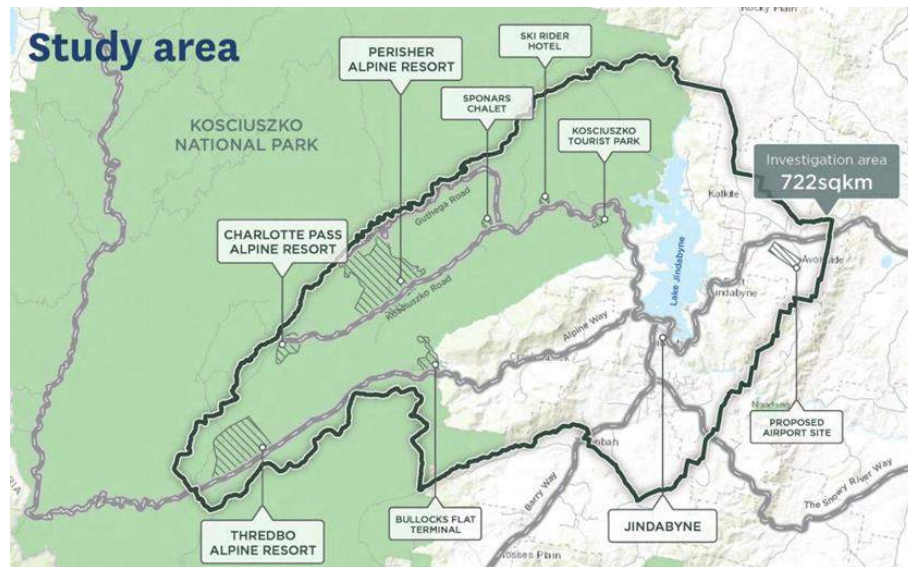 Study area
Rocky Plain
PERISHER
ALPINE RESORT
SKI RIDER
HOTEL
SPONARS
CHALET
KOSCIUSZKO
NATIONAL PARK
KOSCIUSZKO
TOURIST PARK
Investigation area
722sqkm
Kalkite
Guthega Road
CHARLOTTE PASS
ALPINE RESORT
Lake Jindabyne
Kosciuszko Road
Jindabyne
Alpine Way
PROPOSED
AIRPORT SITE
Barry Way
The Snowy River Way
THREDBO
ALPINE RESORT
BULLOCKS FLAT
TERMINAL
JINDABYNE